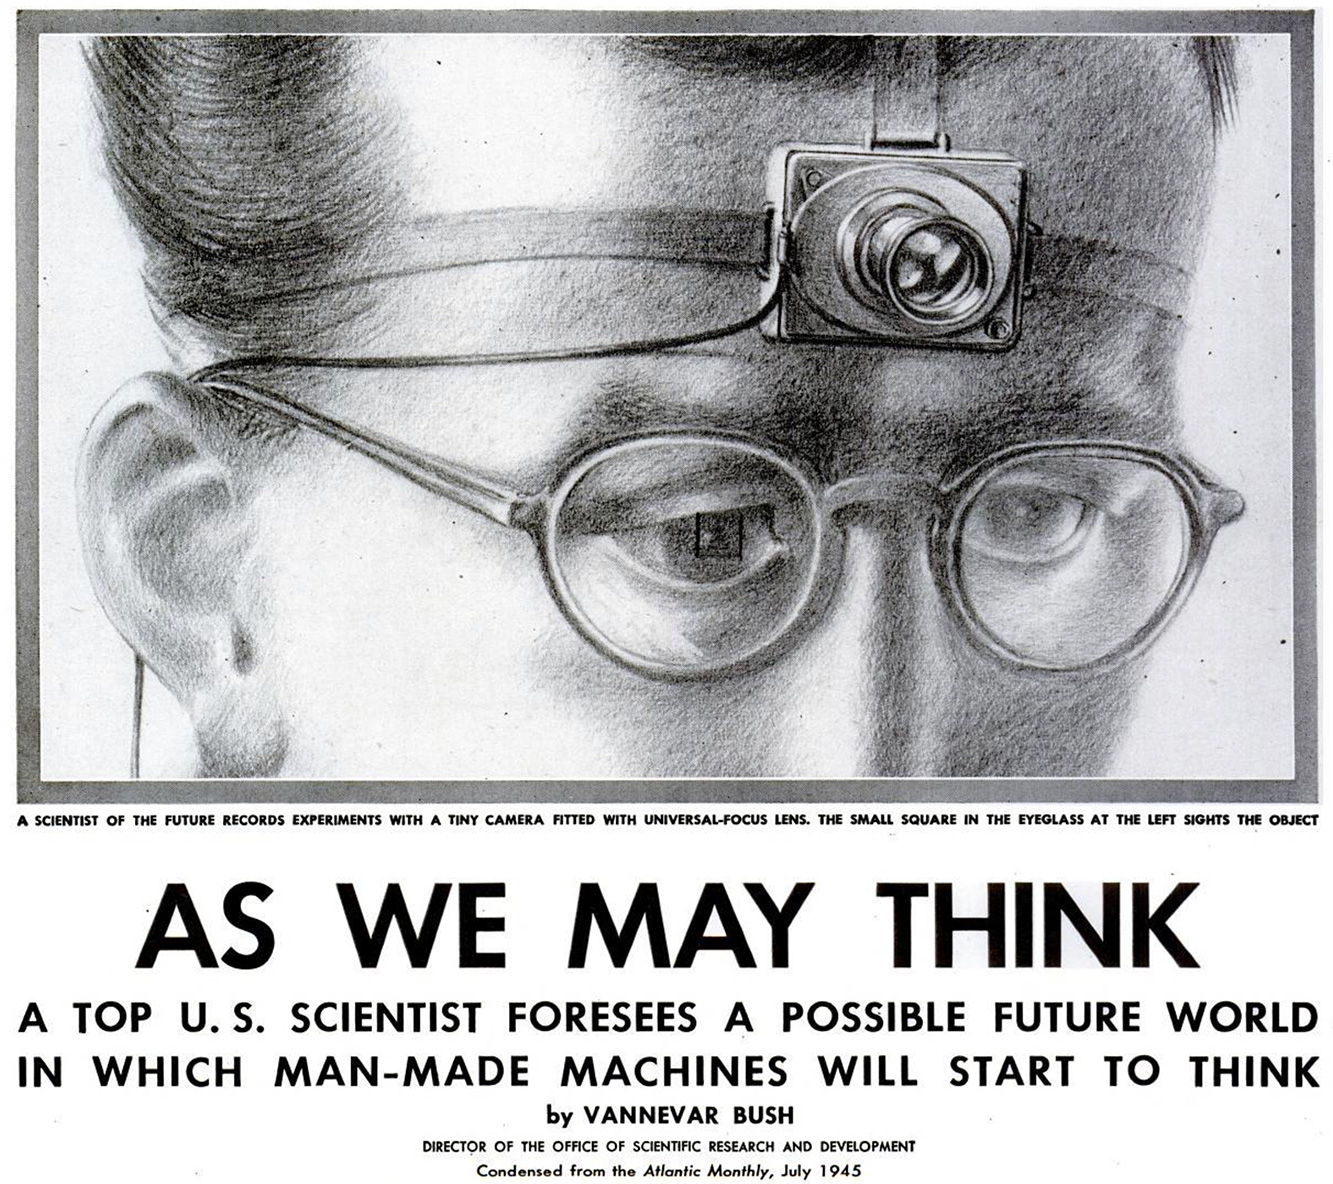 A SCIENTIST OF THE FUTURE RECORDS EXPERIMENTS WITH A TINY CAMERA FITTED WITH UNIVERSAL-FOCUS LENS. THE SMALL SQUARE IN THE EYEGLASS AT THE LEFT SIGHTS THE OBJECT
AS WE MAY THINK
A TOP U. S. SCIENTIST FORESEES A POSSIBLE FUTURE WORLD
IN WHICH MAN-MADE MACHINES WILL START TO THINK
by VANNEVAR BUSH
DIRECTOR OF THE OFFICE OF SCIENTIFIC RESEARCH AND DEVELOPMENT
Condensed from the Atlantic Monthly, July 1945